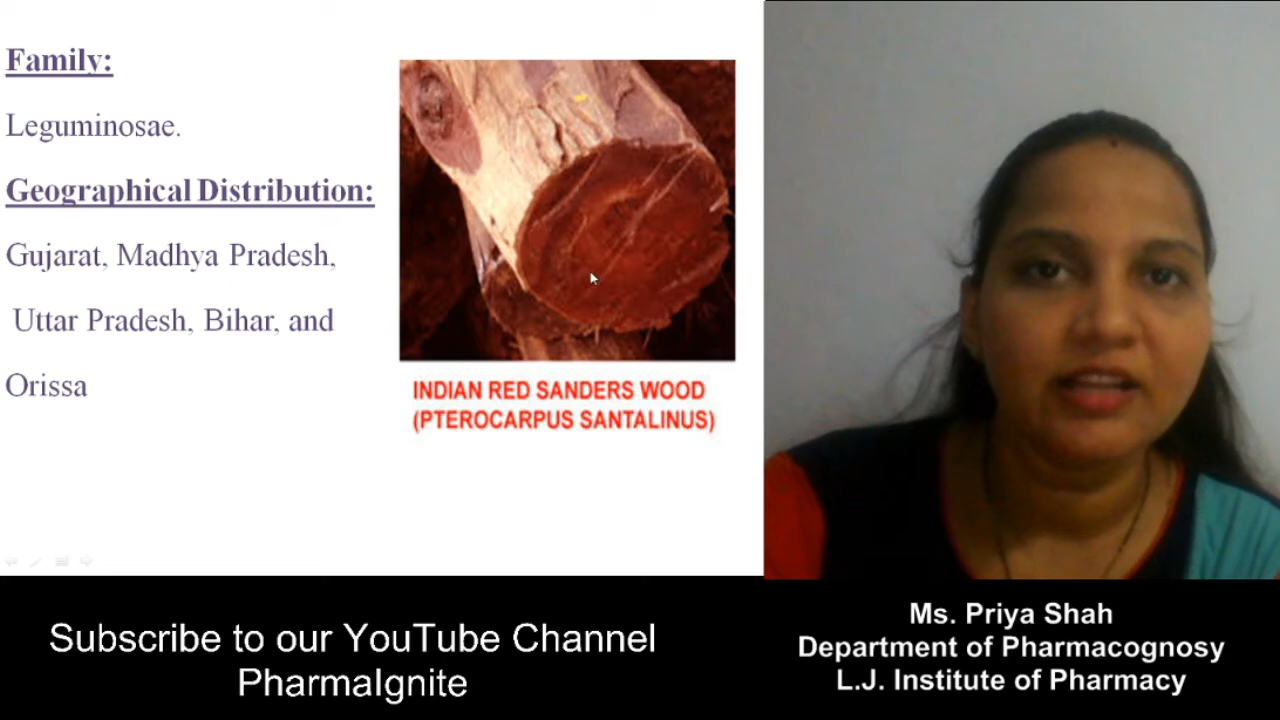 Family:
Leguminosae.
Geographical Distribution:
Gujarat, Madhya Pradesh,
Uttar Pradesh, Bihar, and
Orissa
INDIAN RED SANDERS WOOD
(PTEROCARPUS SANTALINUS)
Subscribe to our YouTube Channel
PharmaIgnite
Ms. Priya Shah
Department of Pharmacognosy
L.J. Institute of Pharmacy